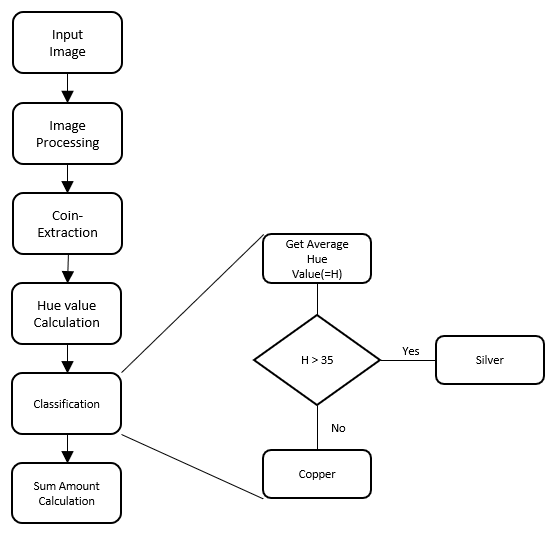 Input
Image
Image
Processing
Coin-
Extraction
Hue value
Calculation
Classification
Sum Amount
Calculation
Get Average
Hue
Value(=H)
H > 35
Yes
Silver
No
Copper